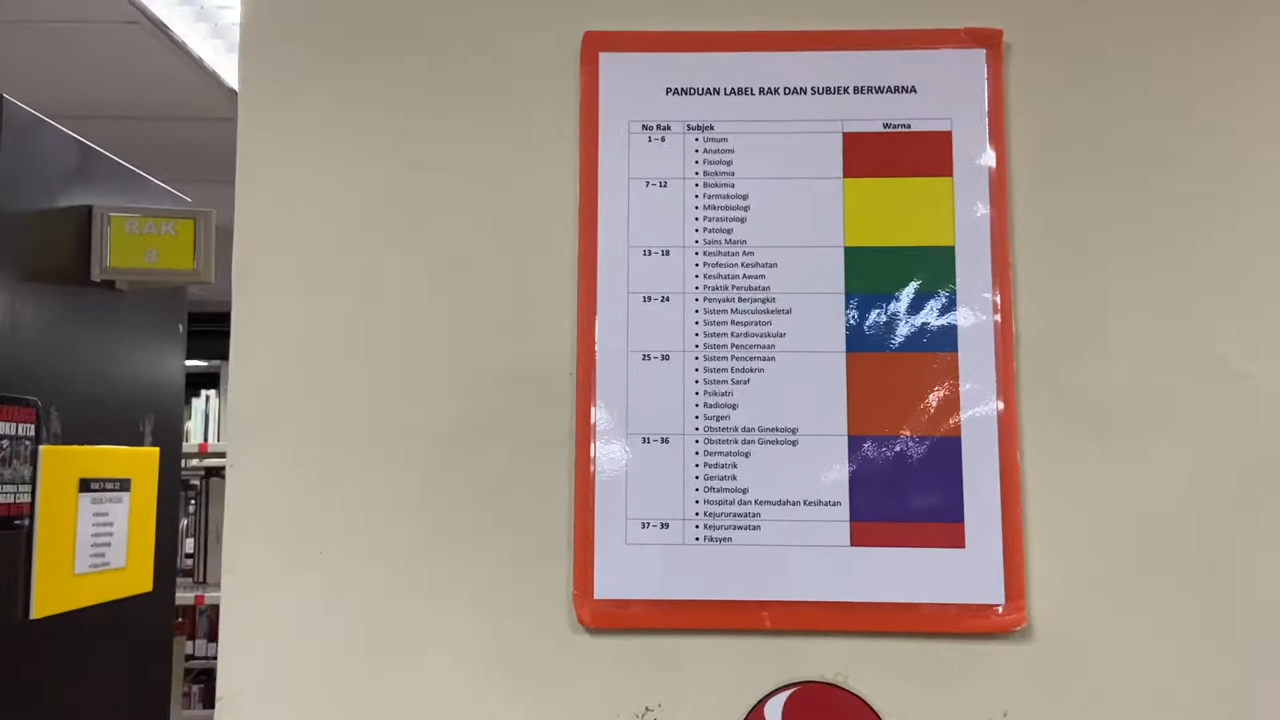 PANDUAN LABEL RAK DAN SUBJEK BERWARNA
No Rak Subjek Warna
1 – 6 • Umum
• Anatomi
• Fisiologi
• Biokimia
7 – 12 • Biokimia
• Farmakologi
• Mikrobiologi
• Parasitologi
• Patologi
• Sains Marin
13 – 18 • Kesihatan Am
• Profesion Kesihatan
• Kesihatan Awam
• Praktik Perubatan
19 – 24 • Penyakit Berjangkit
• Sistem Musculoskeletal
• Sistem Respiratori
• Sistem Kardiovaskular
• Sistem Pencernaan
25 – 30 • Sistem Pencernaan
• Sistem Endokrin
• Sistem Saraf
• Psikiatri
• Radiologi
• Surgeri
• Obstetrik dan Ginekologi
31 – 36 • Obstetrik dan Ginekologi
• Dermatologi
• Pediatrik
• Geriatrik
• Oftalmologi
• Hospital dan Kemudahan Kesihatan
• Kejururawatan
37 – 39 • Kejururawatan
• Fiksyen
RAK
8
UKU KITA